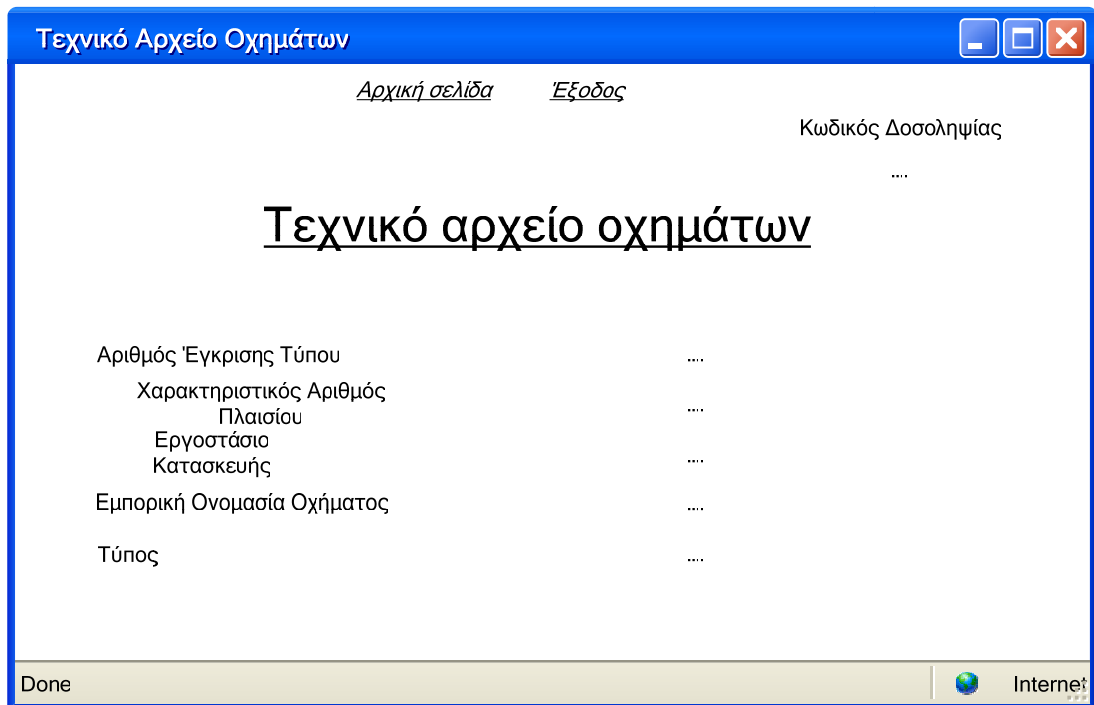 Τεχνικό Αρχείο Οχημάτων
Αρχική σελίδα Έξοδος
Κωδικός Δοσοληψίας
....
Τεχνικό αρχείο οχημάτων
Αριθμός Έγκρισης Τύπου ....
Χαρακτηριστικός Αριθμός
Πλαισίου ....
Εργοστάσιο
Κατασκευής ....
Εμπορική Ονομασία Οχήματος ....
Τύπος ....
Done Internet